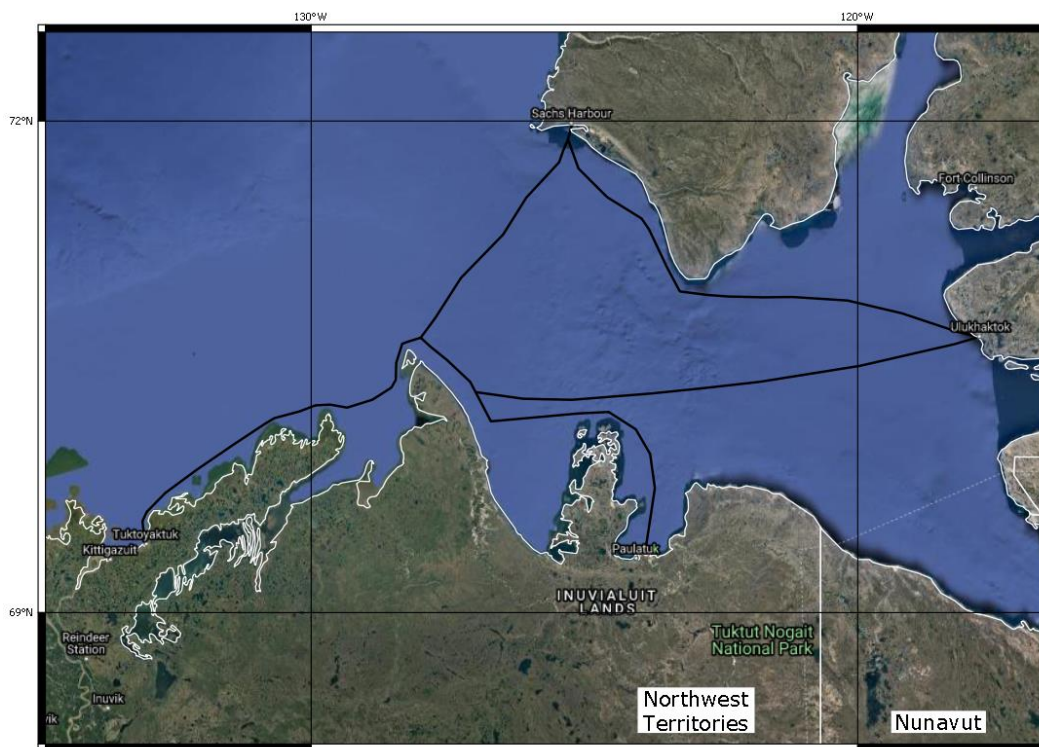 130°W
120°W
72°N
Sachs Harbour
Fort Collinson
Ulukhaktok
Tuktoyaktuk
Kittigazuit
Paulatuk
INUVIALUIT
LANDS
69°N
Tuktut Nogait
National Park
Reindeer
Station
Inuvik
vik
Northwest
Territories
Nunavut